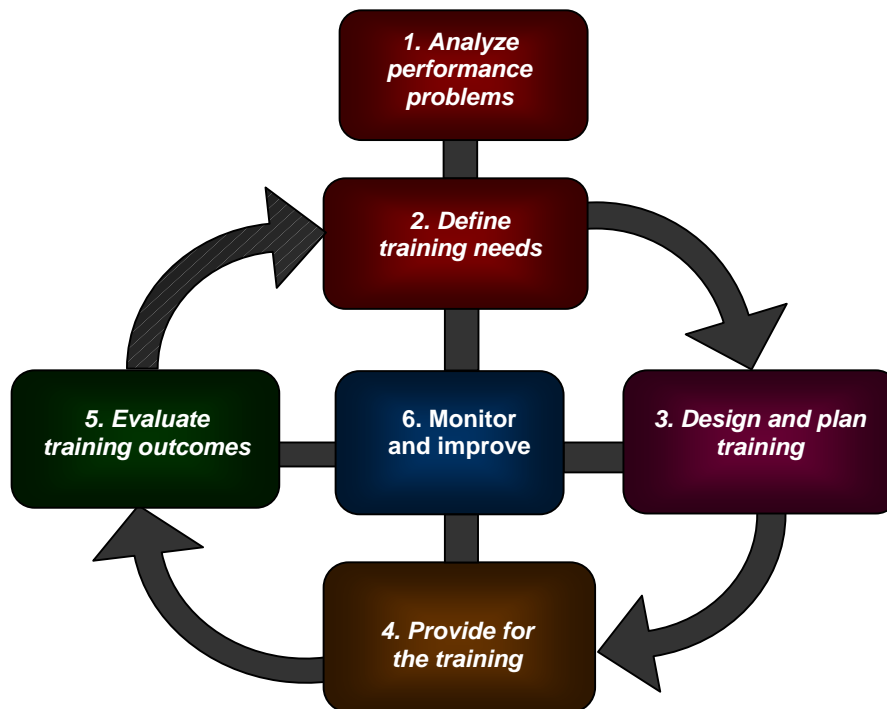 1. Analyze
performance
problems
2. Define
training needs
5. Evaluate
training outcomes
6. Monitor
and improve
3. Design and plan
training
4. Provide for
the training